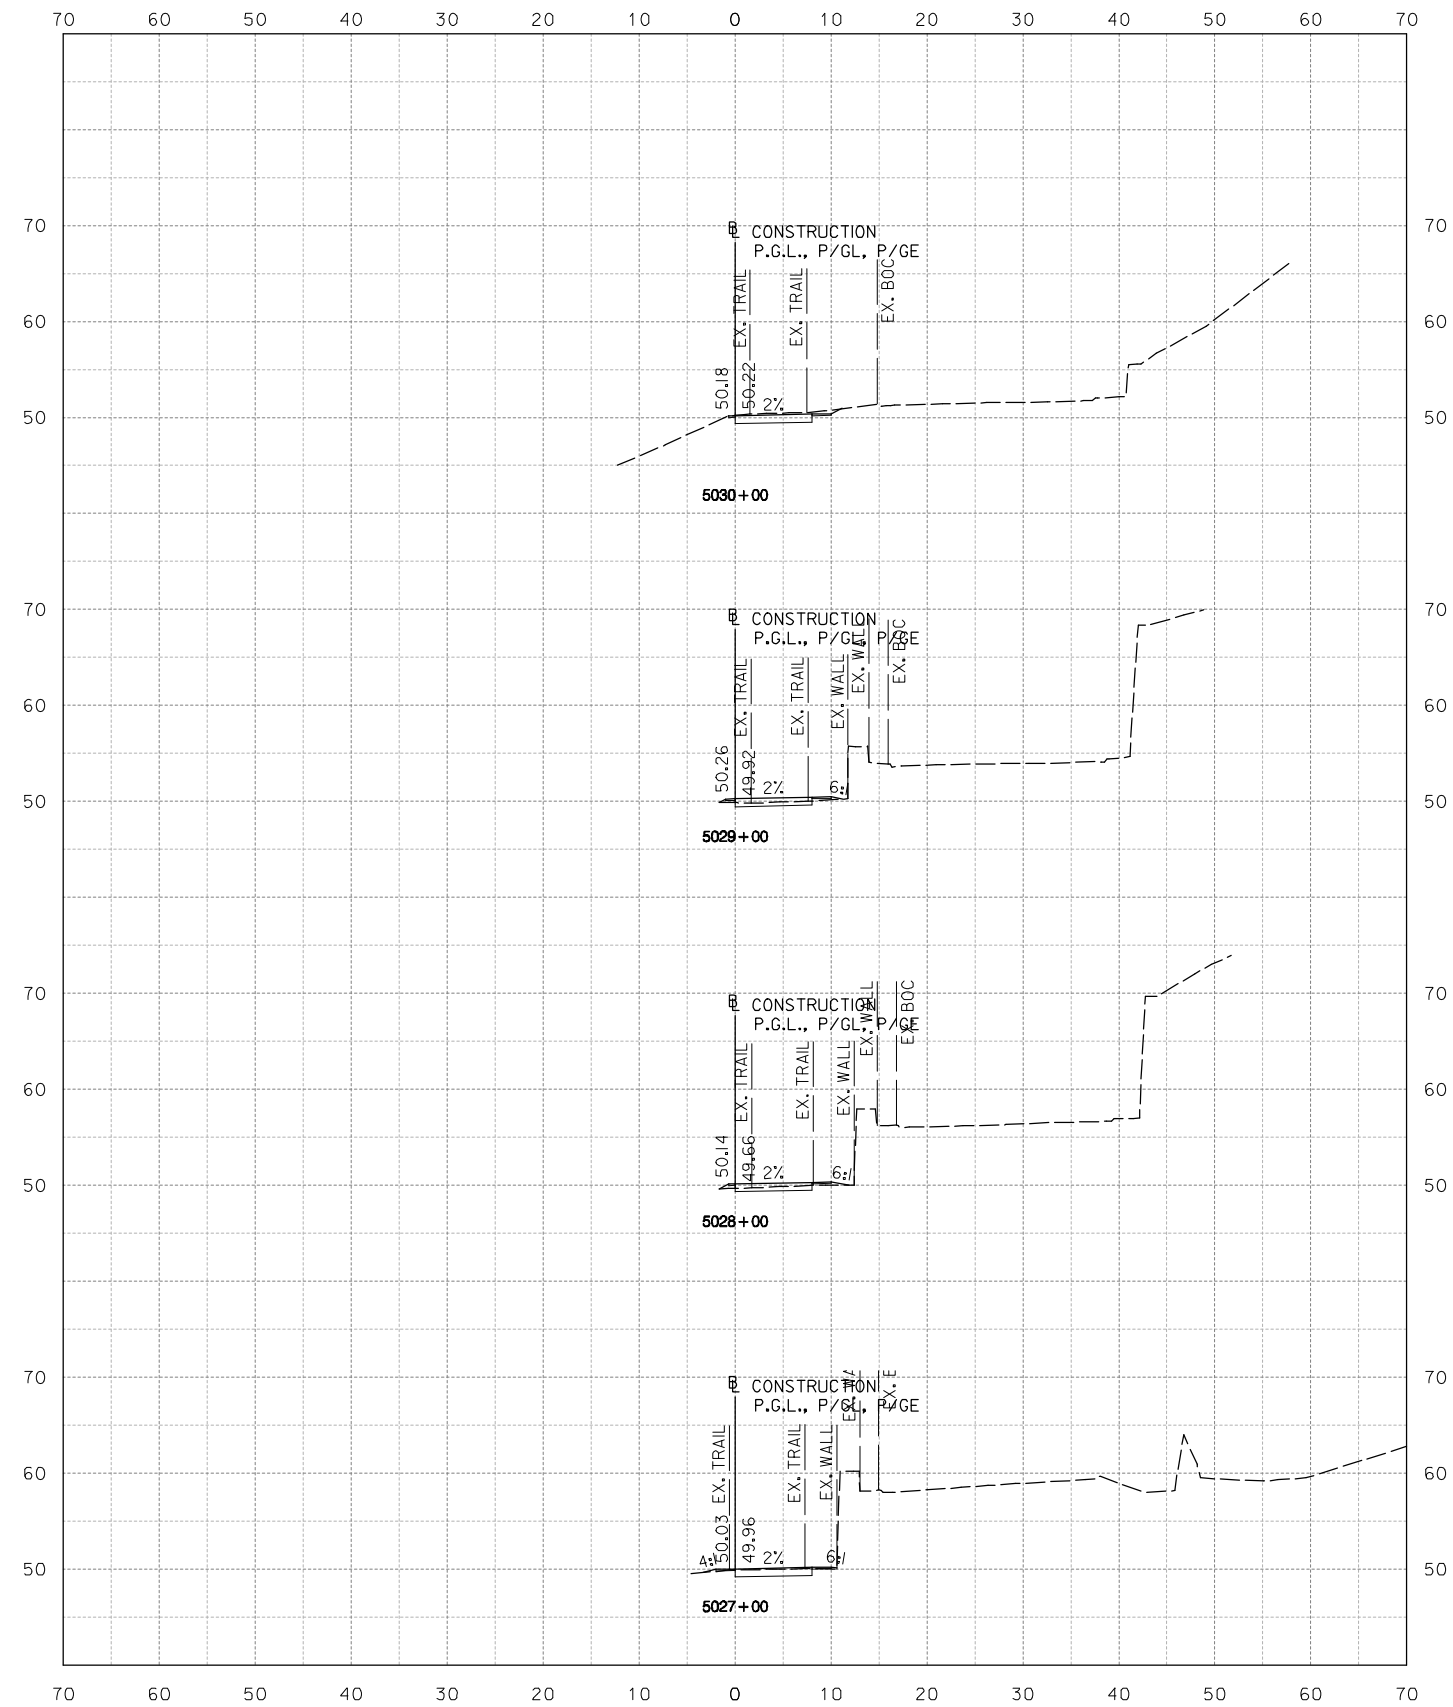 70 60 50 40 30 20 10 0 10 20 30 40 50 60 70
70 70
BL CONSTRUCTION
P.G.L., P/GL, P/GE
EX. TRAIL
EX. TRAIL
EX. BOC
60 60
50.18
50.22
2%
50 50
5030+00
70 70
BL CONSTRUCTION
P.G.L., P/GL, P/GE
EX. TRAIL
EX. TRAIL
EX. WALL
EX. WALL
EX. BOC
60 60
50.26
49.92
2%
6:1
50 50
5029+00
70 70
BL CONSTRUCTION
P.G.L., P/GL, P/GE
EX. TRAIL
EX. TRAIL
EX. WALL
EX. WALL
EX. BOC
60 60
50.14
49.66
2%
6:1
50 50
5028+00
70 70
BL CONSTRUCTION
P.G.L., P/GL, P/GE
EX. TRAIL
EX. TRAIL
EX. WALL
EX. WA
EX. E
60 60
4:1
50.03
49.96
2%
6:1
50 50
5027+00
70 60 50 40 30 20 10 0 10 20 30 40 50 60 70